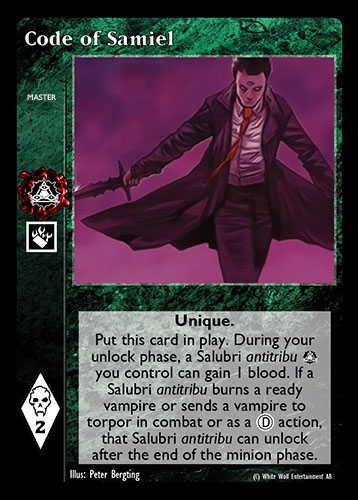 Code of Samiel
MASTER
Unique.
Put this card in play. During your
unlock phase, a Salubri antitribu
you control can gain 1 blood. If a
Salubri antitribu burns a ready
vampire or sends a vampire to
torpor in combat or as a D action,
that Salubri antitribu can unlock
after the end of the minion phase.
2
Illus: Peter Bergting
(C) White Wolf Entertainment AB